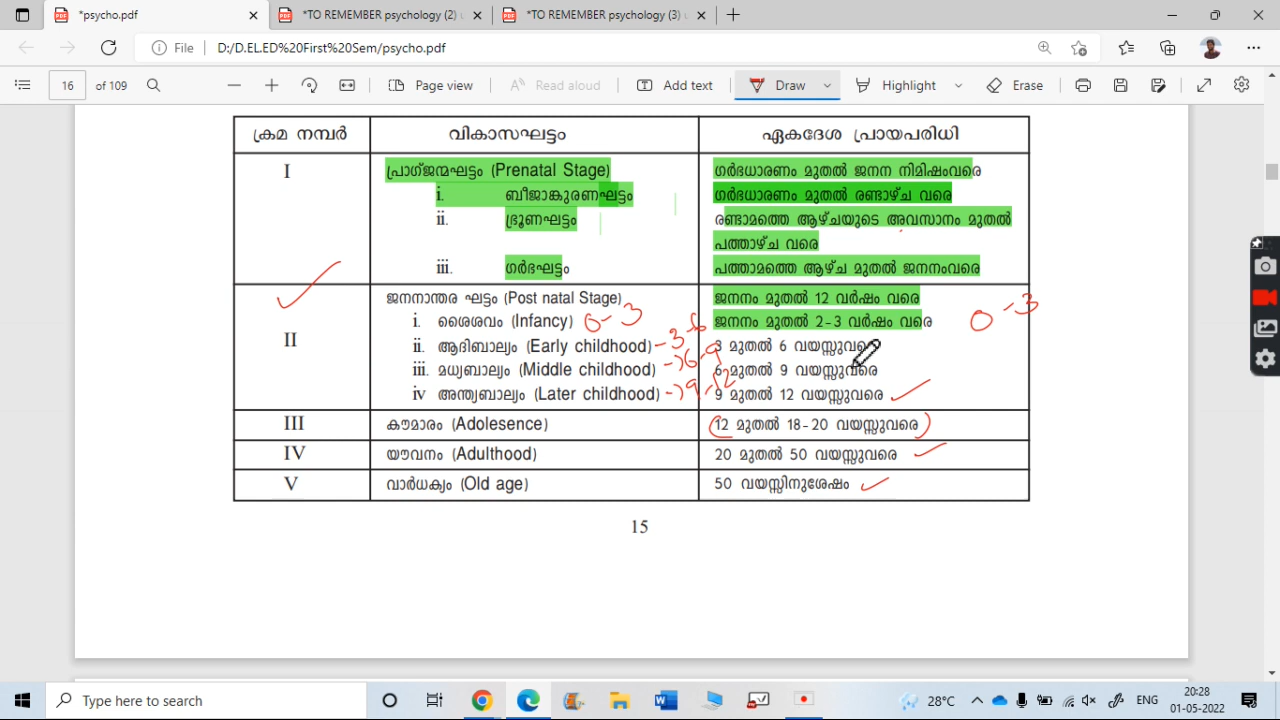 *psycho.pdf
*TO REMEMBER psychology (2)
*TO REMEMBER psychology (3)
File D:/D.EL.ED%20First%20Sem/psycho.pdf
16 of 109 Page view Read aloud Add text Draw Highlight Erase
ക്രമ നമ്പർ വികാസഘട്ടം ഏകദേശ പ്രായപരിധി
I പ്രാഗ്ജന്മഘട്ടം (Prenatal Stage) ഗർഭധാരണം മുതൽ ജനന നിമിഷംവരെ
i. ബീജാങ്കുരണഘട്ടം ഗർഭധാരണം മുതൽ രണ്ടാഴ്ച വരെ
ii. ഭ്രൂണഘട്ടം രണ്ടാമത്തെ ആഴ്ചയുടെ അവസാനം മുതൽ
പത്താഴ്ച വരെ
iii. ഗർഭഘട്ടം പത്താമത്തെ ആഴ്ച മുതൽ ജനനംവരെ
II ജനനാന്തര ഘട്ടം (Post natal Stage) ജനനം മുതൽ 12 വർഷം വരെ
i. ശൈശവം (Infancy) 0-3 ജനനം മുതൽ 2-3 വർഷം വരെ 0-3
ii. ആദിബാല്യം (Early childhood) -3-6 3 മുതൽ 6 വയസ്സുവരെ
iii. മധ്യബാല്യം (Middle childhood) →6-9 6 മുതൽ 9 വയസ്സുവരെ
iv അന്ത്യബാല്യം (Later childhood) →9-12 9 മുതൽ 12 വയസ്സുവരെ
III കൗമാരം (Adolesence) (12 മുതൽ 18-20 വയസ്സുവരെ)
IV യൗവനം (Adulthood) 20 മുതൽ 50 വയസ്സുവരെ
V വാർധക്യം (Old age) 50 വയസ്സിനുശേഷം
15
Type here to search
28°C ENG 20:28
01-05-2022